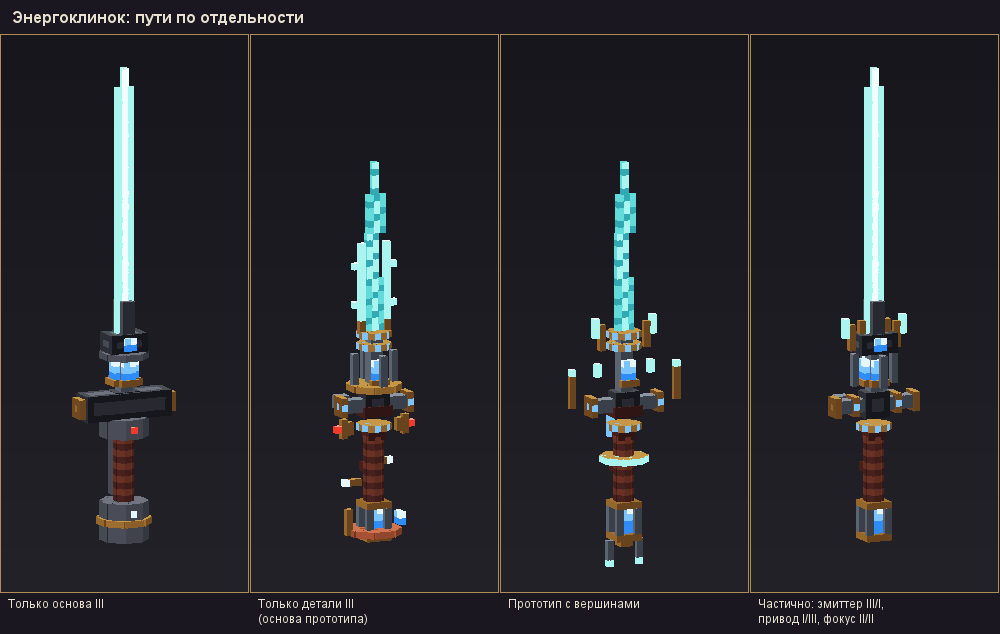 Энергоклинок: пути по отдельности
Только основа III
Только детали III
(основа прототипа)
Прототип с вершинами
Частично: эмиттер III/I,
привод I/III, фокус II/II